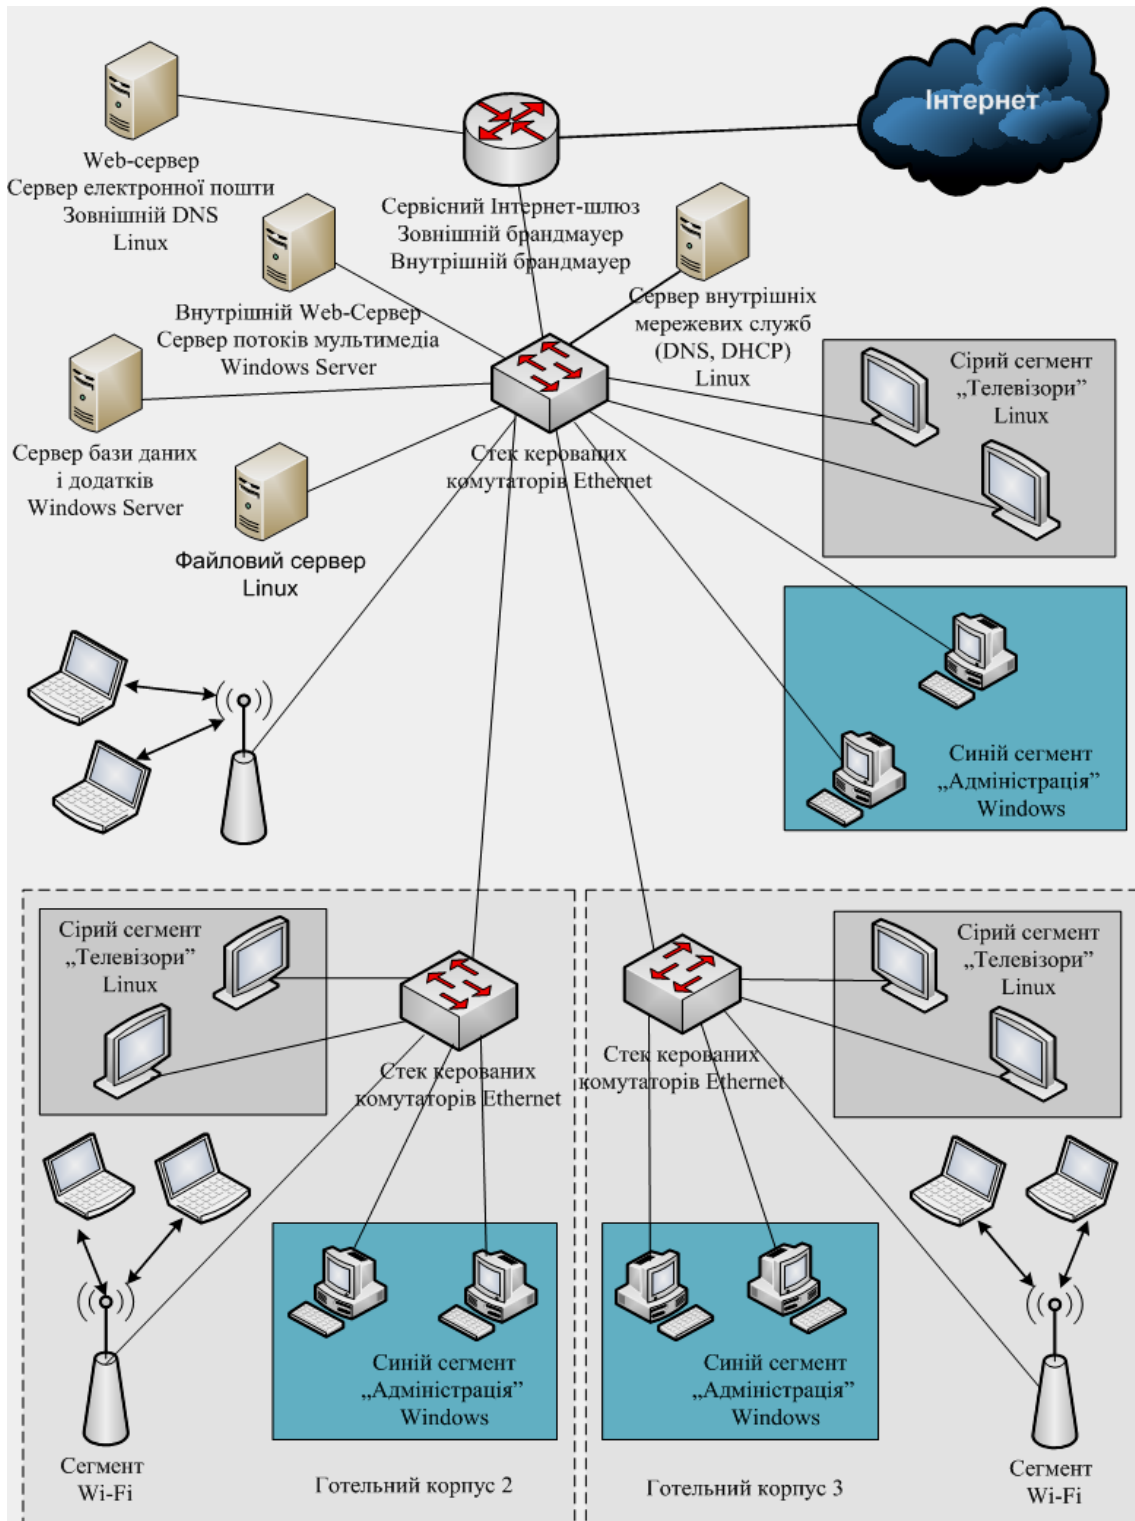 Інтернет
Web-сервер
Сервер електронної пошти
Зовнішній DNS
Linux
Сервісний Інтернет-шлюз
Зовнішній брандмауер
Внутрішній брандмауер
Внутрішній Web-Сервер
Сервер потоків мультимедіа
Windows Server
Сервер внутрішніх
мережевих служб
(DNS, DHCP)
Linux
Сірий сегмент
„Телевізори”
Linux
Сервер бази даних
і додатків
Windows Server
Стек керованих
комутаторів Ethernet
Файловий сервер
Linux
Синій сегмент
„Адміністрація”
Windows
Сірий сегмент
„Телевізори”
Linux
Стек керованих
комутаторів Ethernet
Синій сегмент
„Адміністрація”
Windows
Сегмент
Wi-Fi
Готельний корпус 2
Стек керованих
комутаторів Ethernet
Сірий сегмент
„Телевізори”
Linux
Синій сегмент
„Адміністрація”
Windows
Готельний корпус 3
Сегмент
Wi-Fi